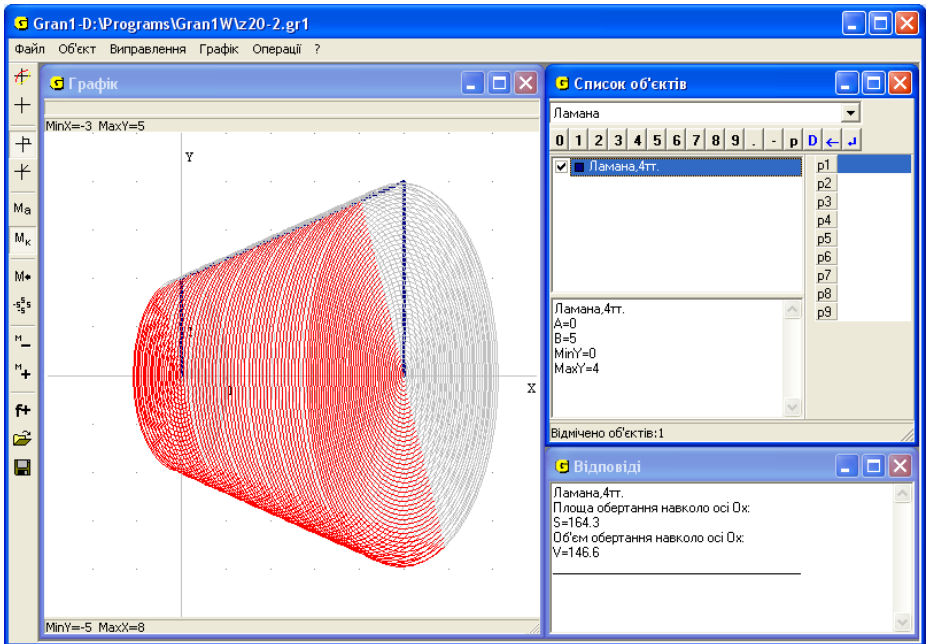 Gran1-D:\Programs\Gran1W\z20-2.gr1
Файл Об'єкт Виправлення Графік Операції ?
Графік
MinX=-3 MaxY=5
Y
1
X
MinY=-5 MaxX=8
Ma
Mк
M
M
M
f+
Список об'єктів
Ламана
0 1 2 3 4 5 6 7 8 9 . - p D
Ламана,4тт.
p1
p2
p3
p4
p5
p6
p7
p8
p9
Ламана,4тт.
A=0
B=5
MinY=0
MaxY=4
Відмічено об'єктів:1
Відповіді
Ламана,4тт.
Площа обертання навколо осі Ox:
S=164.3
Об'єм обертання навколо осі Ox:
V=146.6